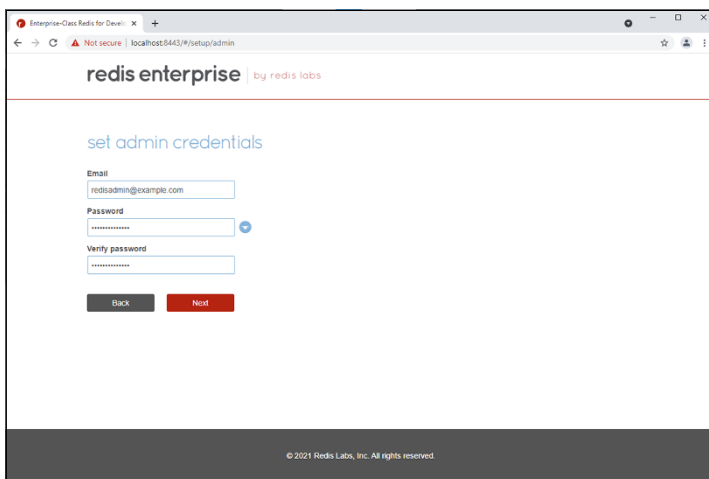 Enterprise-Class Redis for Develo
Not secure | localhost:8443/#/setup/admin
redis enterprise | by redis labs
set admin credentials
Email
redisadmin@example.com
Password
••••••••••••••
Verify password
••••••••••••••
Back Next
© 2021 Redis Labs, Inc. All rights reserved.